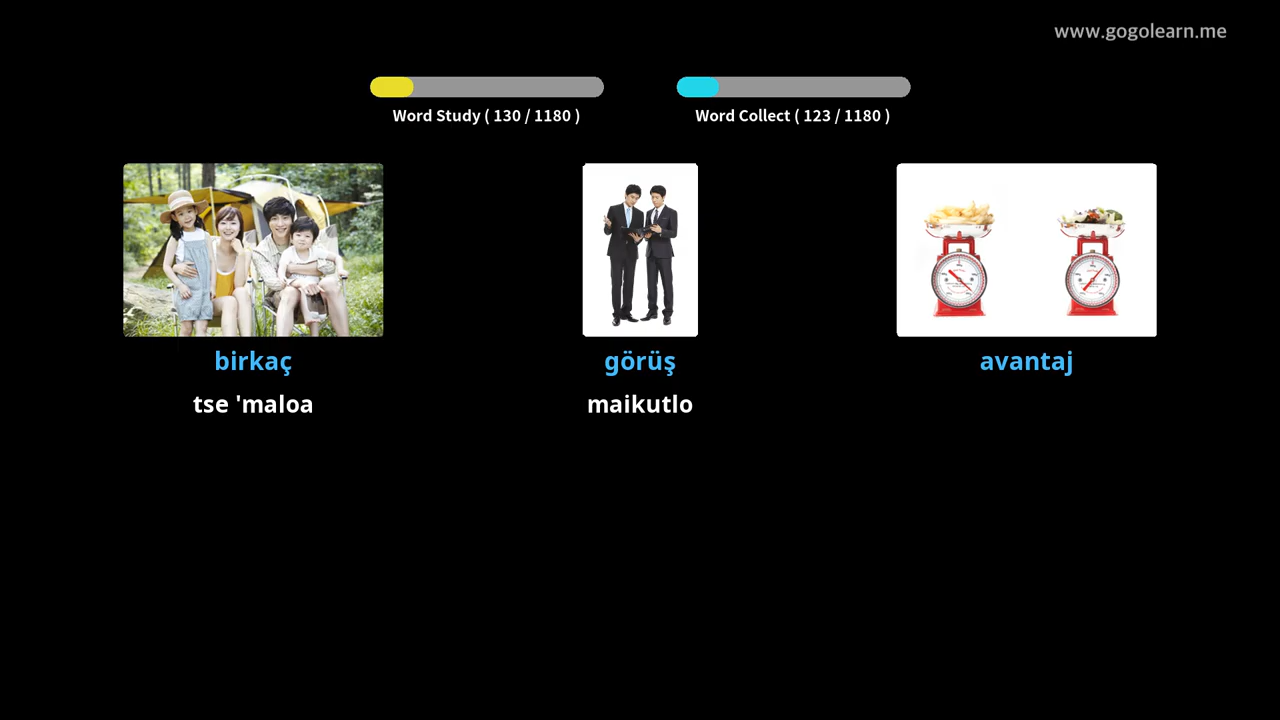 www.gogolearn.me
Word Study ( 130 / 1180 )
Word Collect ( 123 / 1180 )
birkaç
görüş
avantaj
tse 'maloa
maikutlo